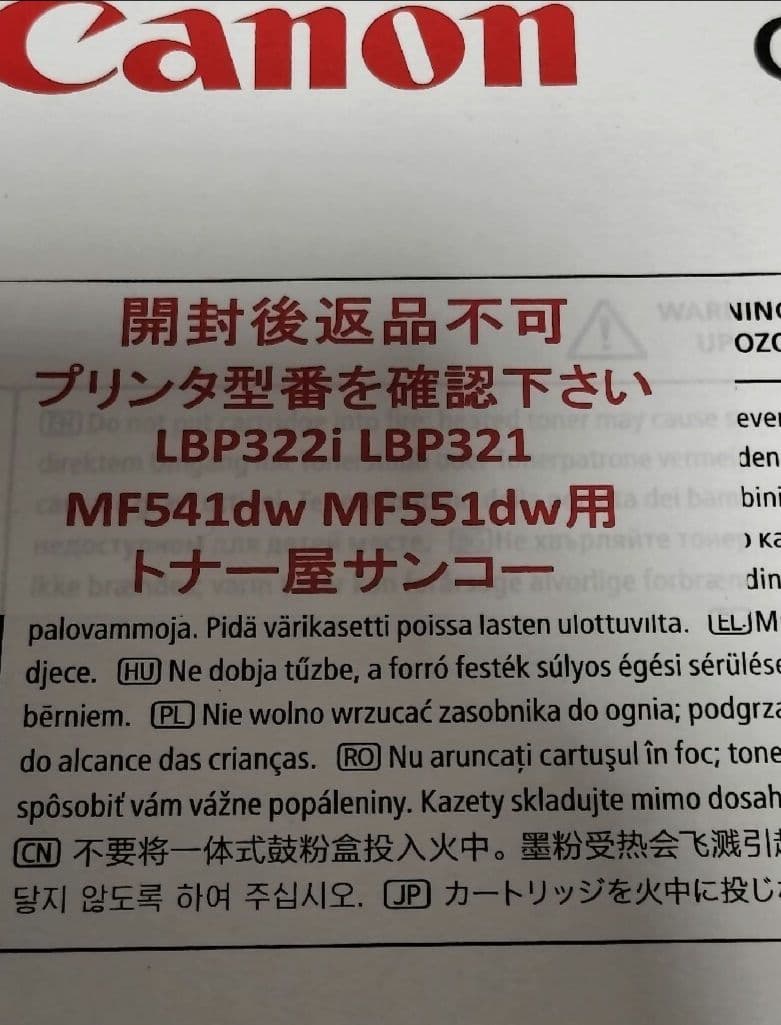 Canon
開封後返品不可
プリンタ型番を確認下さい
LBP322i LBP321
MF541dw MF551dw用
トナー屋サンコー
palovammoja. Pidä värikasetti poissa lasten ulottuvilta. EL
djece. HU Ne dobja tűzbe, a forró festék súlyos égési
bērniem. PL Nie wolno wrzucać zasobnika do ognia;
do alcance das crianças. RO Nu aruncați cartușul în foc;
spôsobiť vám vážne popáleniny. Kazety skladujte mimo
CN 不要将一体式鼓粉盒投入火中。墨粉受热会飞溅引
닿지 않도록 하여 주십시오. JP カートリッジを火中に投じ